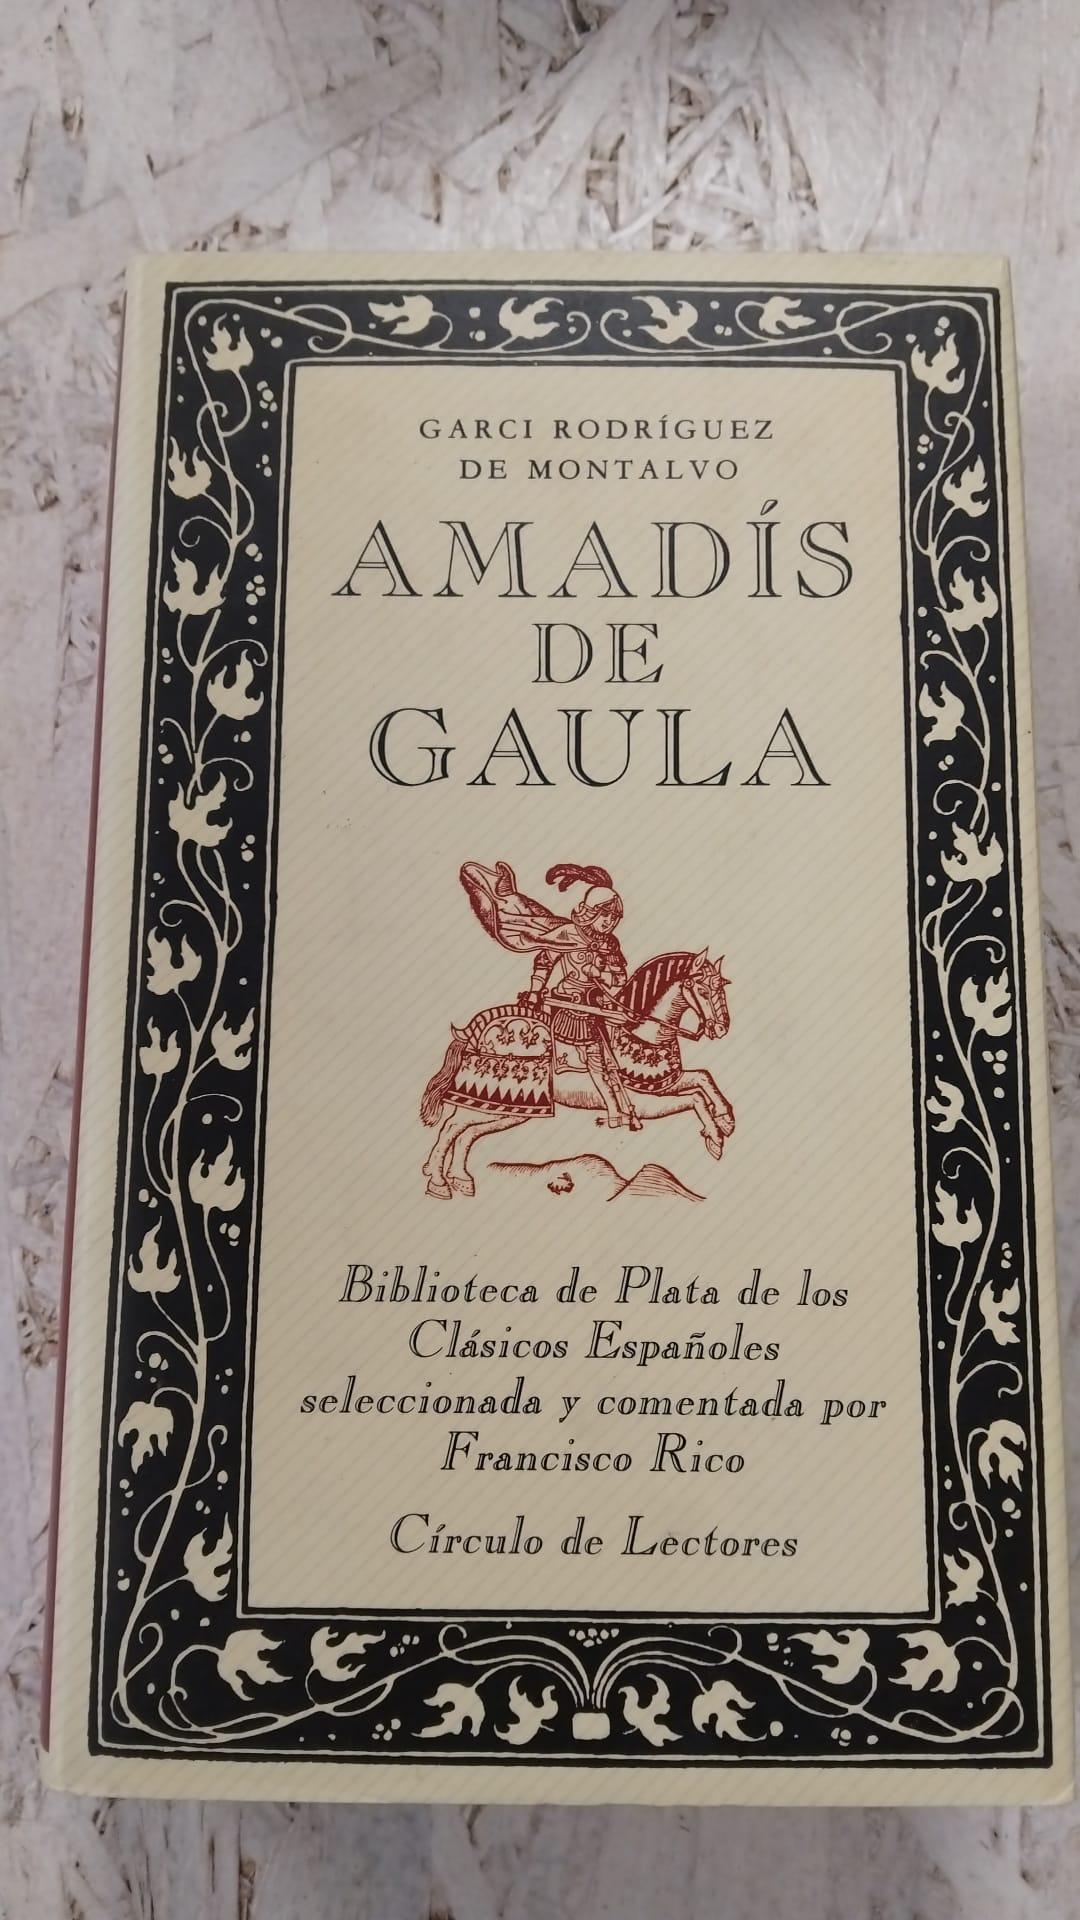 GARCI RODRÍGUEZ
DE MONTALVO
AMADÍS
DE
GAULA
Biblioteca de Plata de los
Clásicos Españoles
seleccionada y comentada por
Francisco Rico
Círculo de Lectores